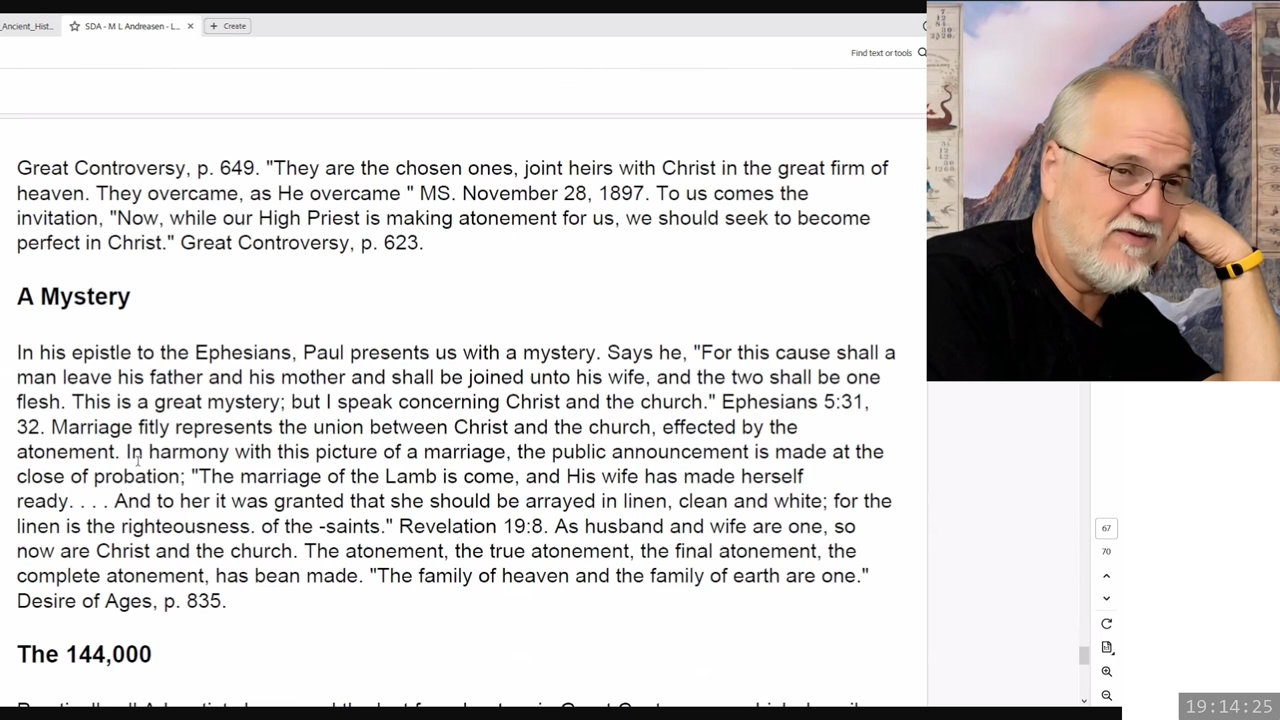 _Ancient_Hist...
SDA - M L Andreasen - L...
Create
Find text or tools
Great Controversy, p. 649. "They are the chosen ones, joint heirs with Christ in the great firm of
heaven. They overcame, as He overcame " MS. November 28, 1897. To us comes the
invitation, "Now, while our High Priest is making atonement for us, we should seek to become
perfect in Christ." Great Controversy, p. 623.
A Mystery
In his epistle to the Ephesians, Paul presents us with a mystery. Says he, "For this cause shall a
man leave his father and his mother and shall be joined unto his wife, and the two shall be one
flesh. This is a great mystery; but I speak concerning Christ and the church." Ephesians 5:31,
32. Marriage fitly represents the union between Christ and the church, effected by the
atonement. In harmony with this picture of a marriage, the public announcement is made at the
close of probation; "The marriage of the Lamb is come, and His wife has made herself
ready. . . . And to her it was granted that she should be arrayed in linen, clean and white; for the
linen is the righteousness. of the -saints." Revelation 19:8. As husband and wife are one, so
now are Christ and the church. The atonement, the true atonement, the final atonement, the
complete atonement, has bean made. "The family of heaven and the family of earth are one."
Desire of Ages, p. 835.
The 144,000
67
70
19:14:25